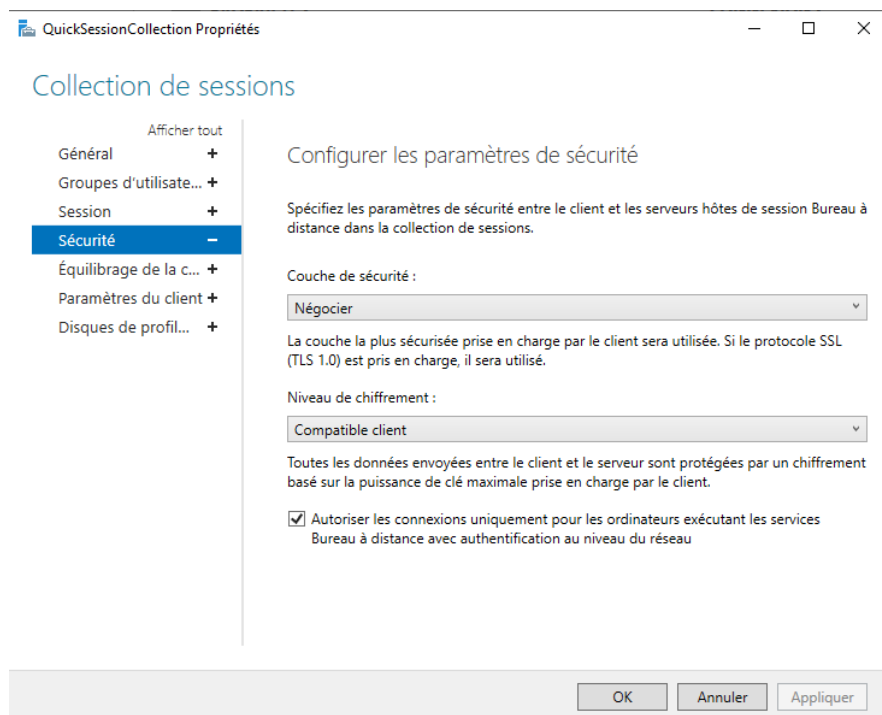 QuickSessionCollection Propriétés
Collection de sessions
Afficher tout
Général
Groupes d'utilisate...
Session
Sécurité
Équilibrage de la c...
Paramètres du client
Disques de profil...
Configurer les paramètres de sécurité
Spécifiez les paramètres de sécurité entre le client et les serveurs hôtes de session Bureau à
distance dans la collection de sessions.
Couche de sécurité :
Négocier
La couche la plus sécurisée prise en charge par le client sera utilisée. Si le protocole SSL
(TLS 1.0) est pris en charge, il sera utilisé.
Niveau de chiffrement :
Compatible client
Toutes les données envoyées entre le client et le serveur sont protégées par un chiffrement
basé sur la puissance de clé maximale prise en charge par le client.
Autoriser les connexions uniquement pour les ordinateurs exécutant les services
Bureau à distance avec authentification au niveau du réseau
OK
Annuler
Appliquer